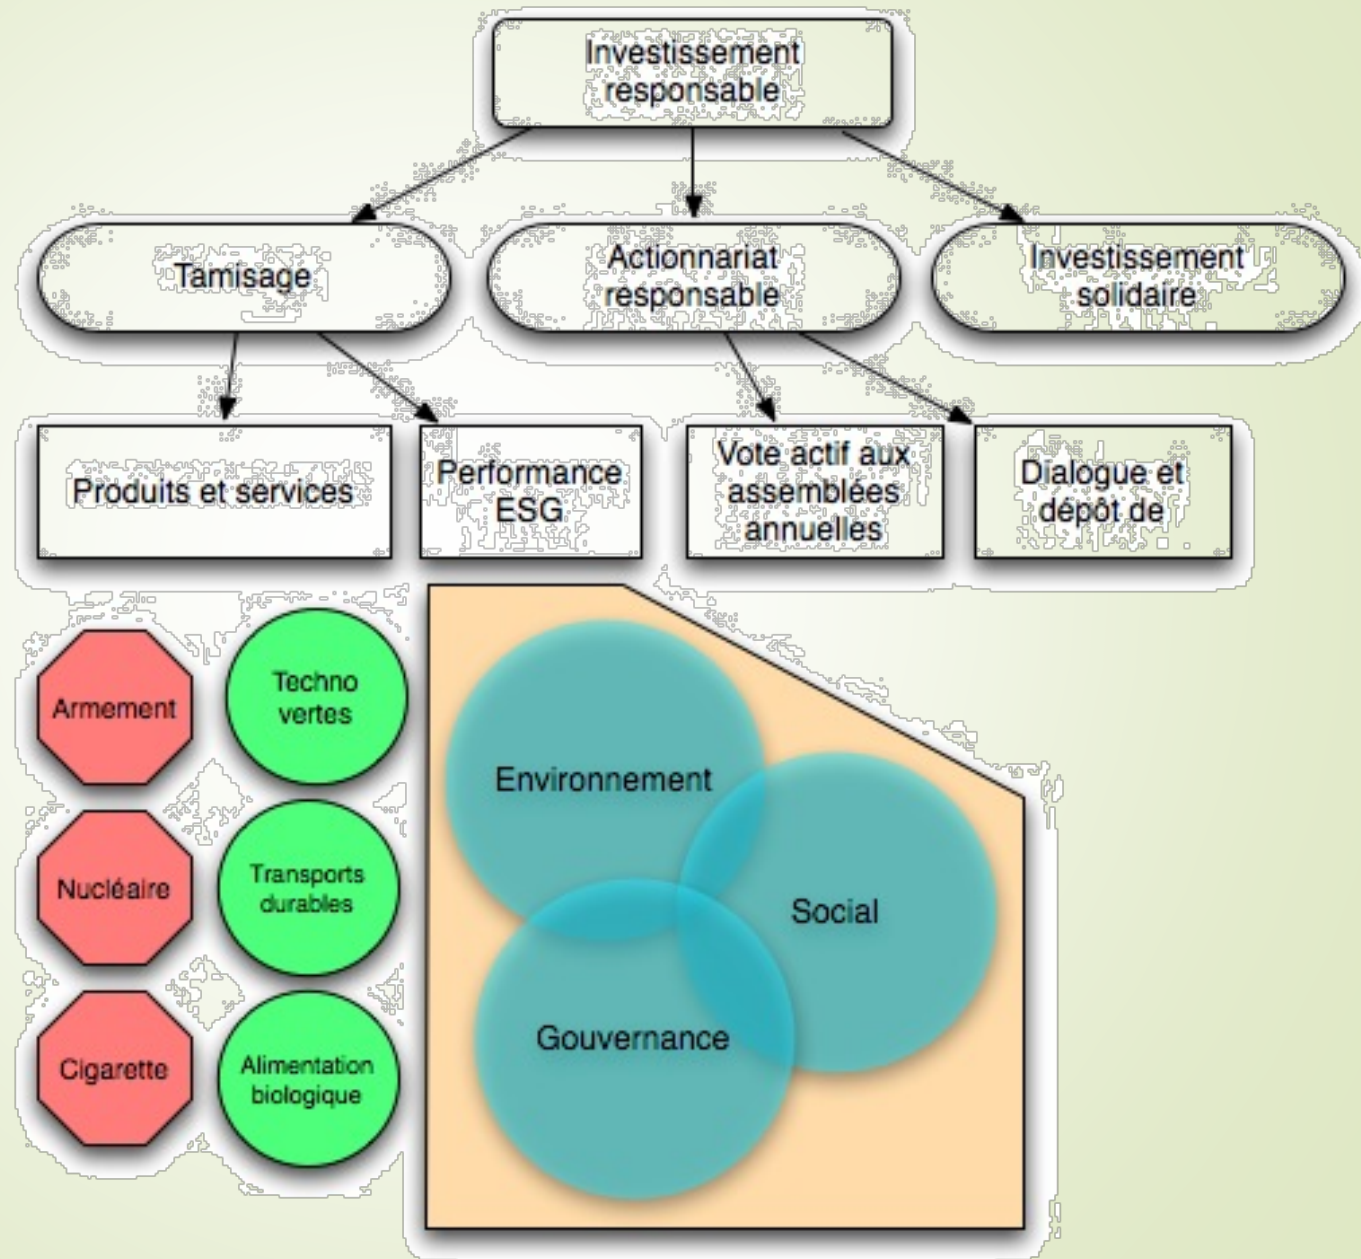 Investissement
responsable
Tamisage
Actionnariat
responsable
Investissement
solidaire
Produits et services
Performance
ESG
Vote actif aux
assemblées
annuelles
Dialogue et
dépôt de
Armement
Techno
vertes
Nucléaire
Transports
durables
Cigarette
Alimentation
biologique
Environnement
Social
Gouvernance